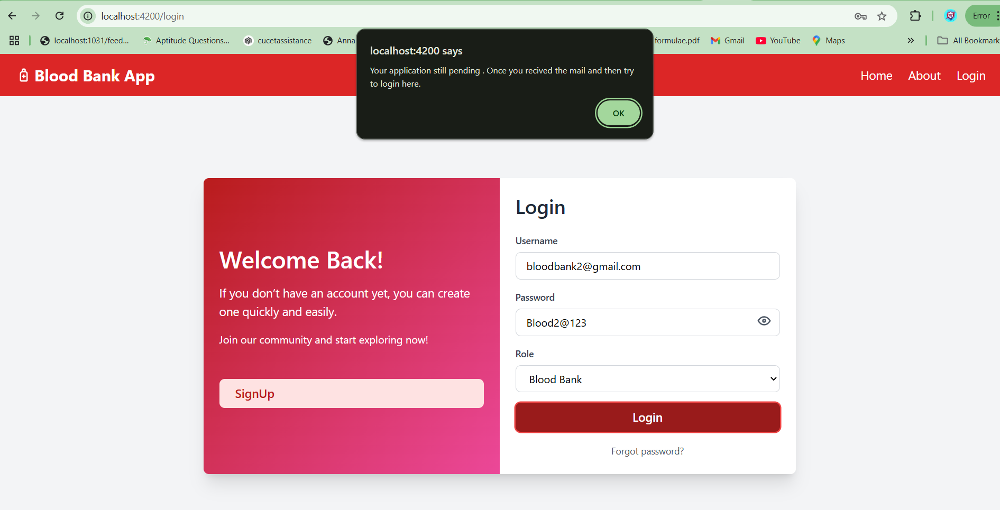 localhost:4200/login
Error
localhost:1031/feed...
Aptitude Questions...
cucetassistance
Anna
formulae.pdf
Gmail
YouTube
Maps
All Bookmark
localhost:4200 says
Your application still pending . Once you recived the mail and then try
to login here.
OK
Blood Bank App
Home
About
Login
Welcome Back!
If you don’t have an account yet, you can create
one quickly and easily.
Join our community and start exploring now!
SignUp
Login
Username
bloodbank2@gmail.com
Password
Blood2@123
Role
Blood Bank
Login
Forgot password?